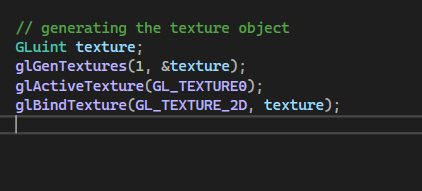 // generating the texture object
GLuint texture;
glGenTextures(1, &texture);
glActiveTexture(GL_TEXTURE0);
glBindTexture(GL_TEXTURE_2D, texture);